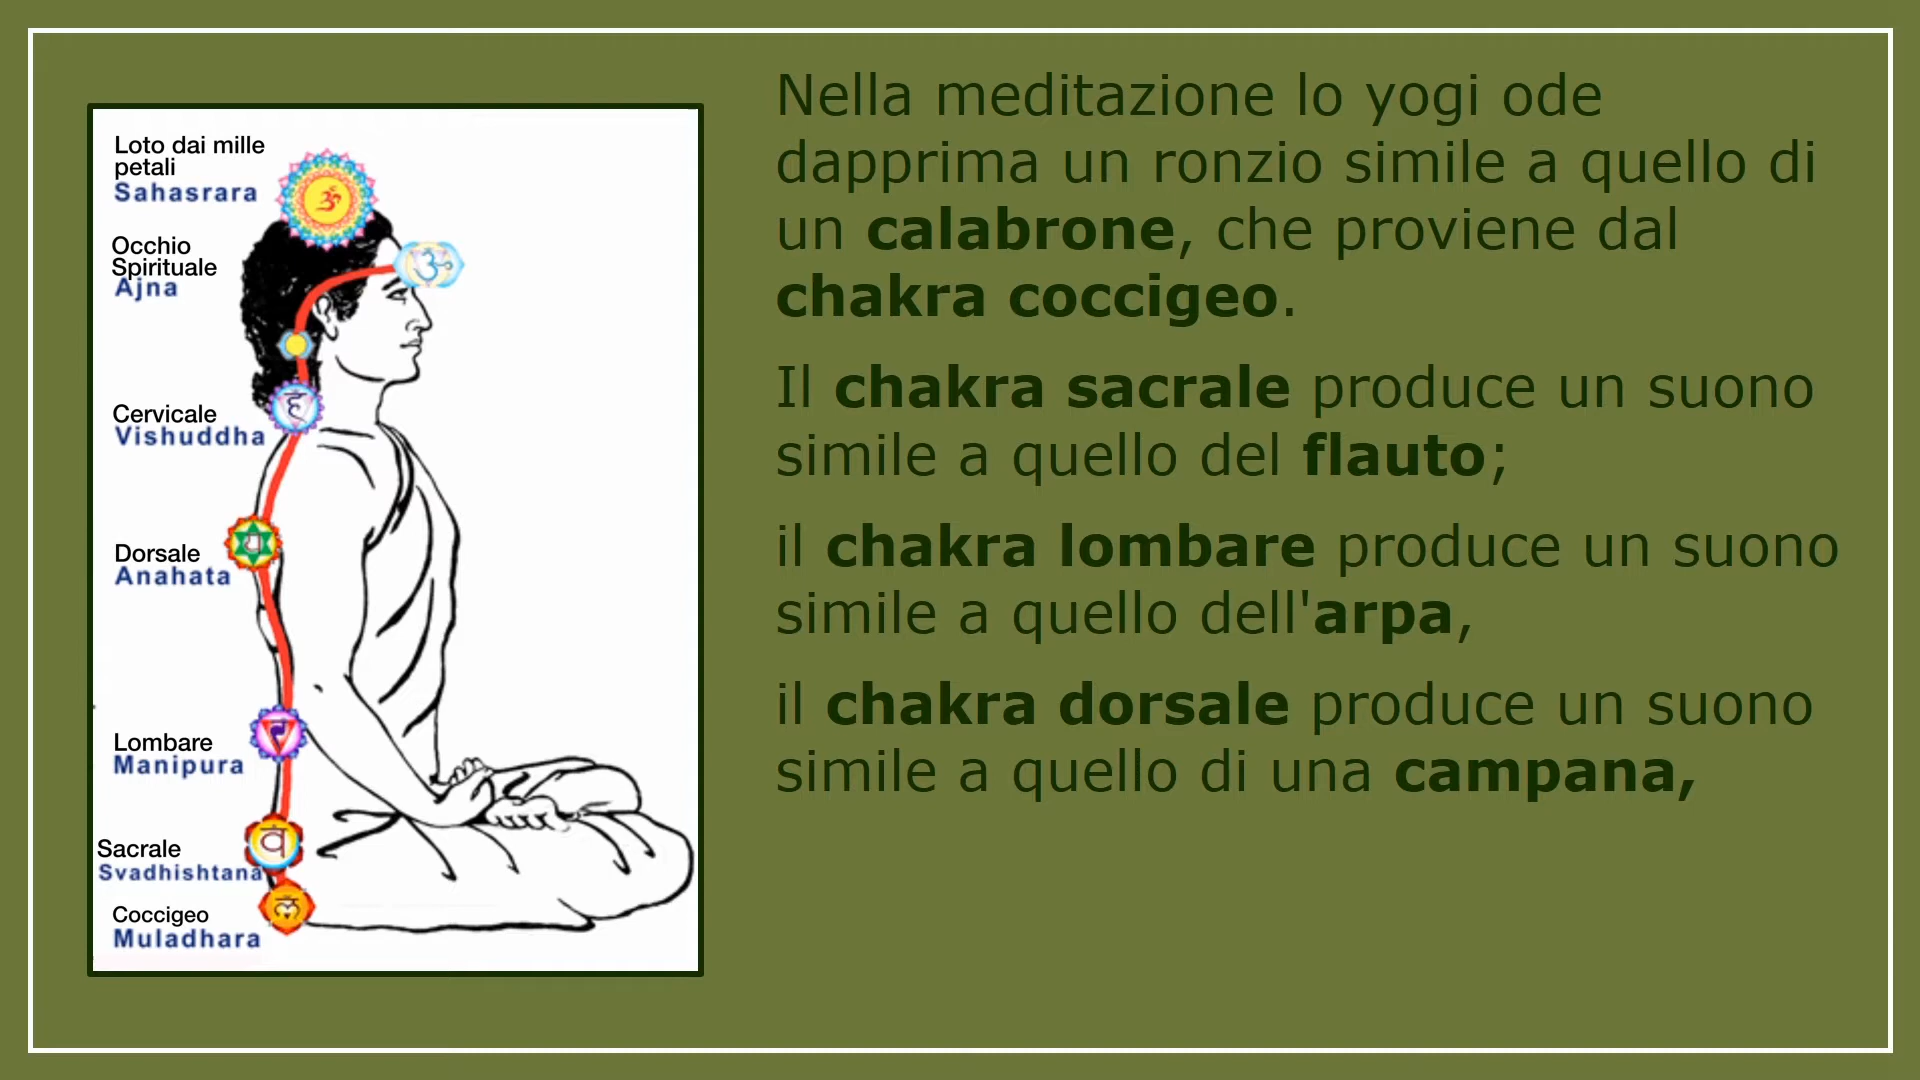 Loto dai mille
petali
Sahasrara
Occhio
Spirituale
Ajna
Cervicale
Vishuddha
Dorsale
Anahata
Lombare
Manipura
Sacrale
Svadhishtana
Coccigeo
Muladhara
Nella meditazione lo yogi ode
dapprima un ronzio simile a quello di
un calabrone, che proviene dal
chakra coccigeo.
Il chakra sacrale produce un suono
simile a quello del flauto;
il chakra lombare produce un suono
simile a quello dell'arpa,
il chakra dorsale produce un suono
simile a quello di una campana,